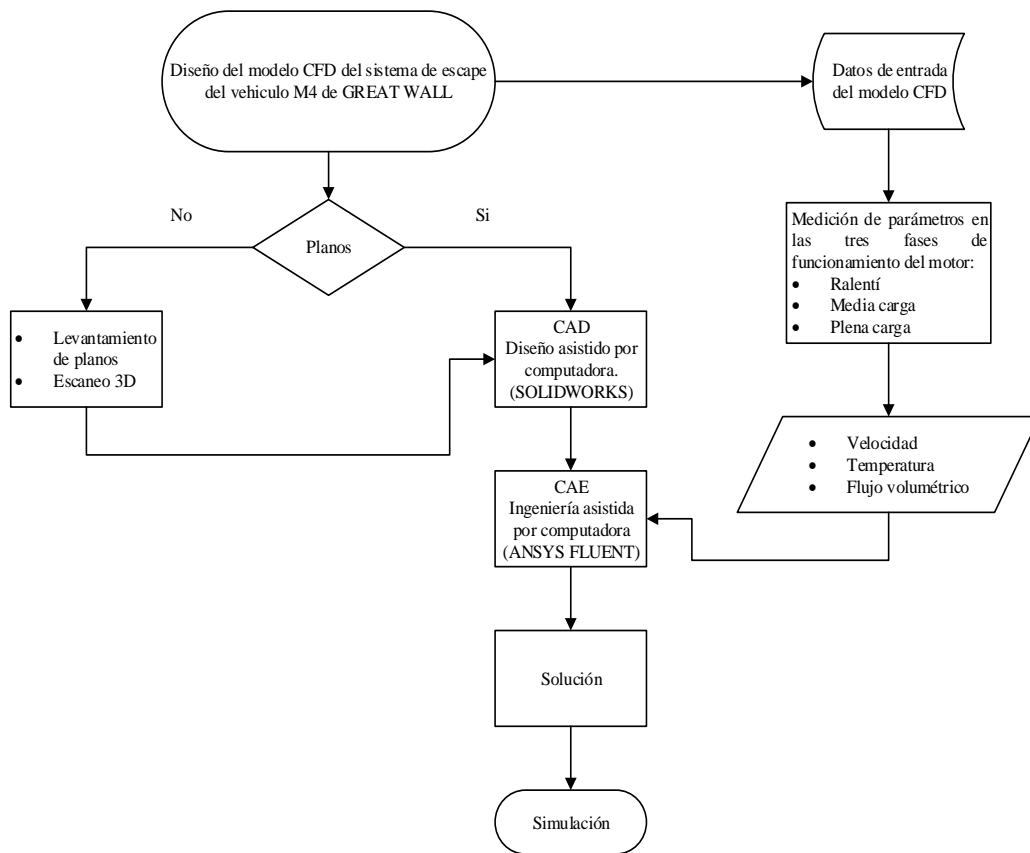 Diseño del modelo CFD del sistema de escape
del vehiculo M4 de GREAT WALL
Datos de entrada
del modelo CFD
No
Si
Planos
Medición de parámetros en
las tres fases de
funcionamiento del motor:
• Ralentí
• Media carga
• Plena carga
• Levantamiento
de planos
• Escaneo 3D
CAD
Diseño asistido por
computadora.
(SOLIDWORKS)
• Velocidad
• Temperatura
• Flujo volumétrico
CAE
Ingeniería asistida
por computadora
(ANSYS FLUENT)
Solución
Simulación